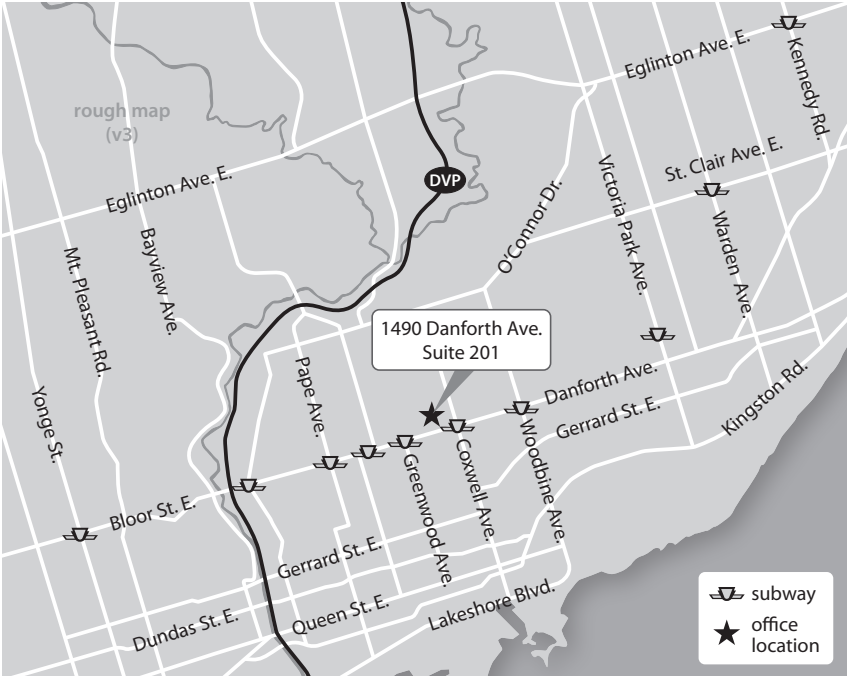 Eglinton Ave. E.
Kennedy Rd.
rough map
(v3)
St. Clair Ave. E.
DVP
Eglinton Ave. E.
O'Connor Dr.
Victoria Park Ave.
Warden Ave.
Bayview Ave.
Mt. Pleasant Rd.
1490 Danforth Ave.
Suite 201
Pape Ave.
Danforth Ave.
Kingston Rd.
Yonge St.
Gerrard St. E.
Woodbine Ave.
Coxwell Ave.
Greenwood Ave.
Bloor St. E.
Gerrard St. E.
Dundas St. E.
Queen St. E.
Lakeshore Blvd.
subway
office
location